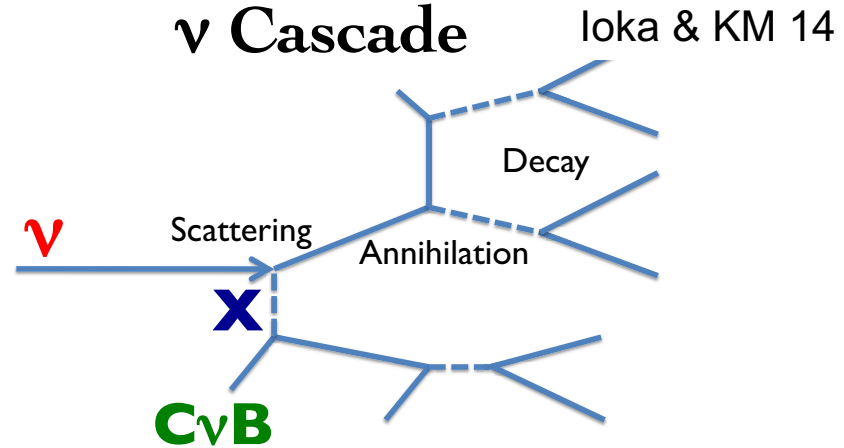 ν Cascade
Ioka & KM 14
Decay
Scattering
ν
Annihilation
X
CνB